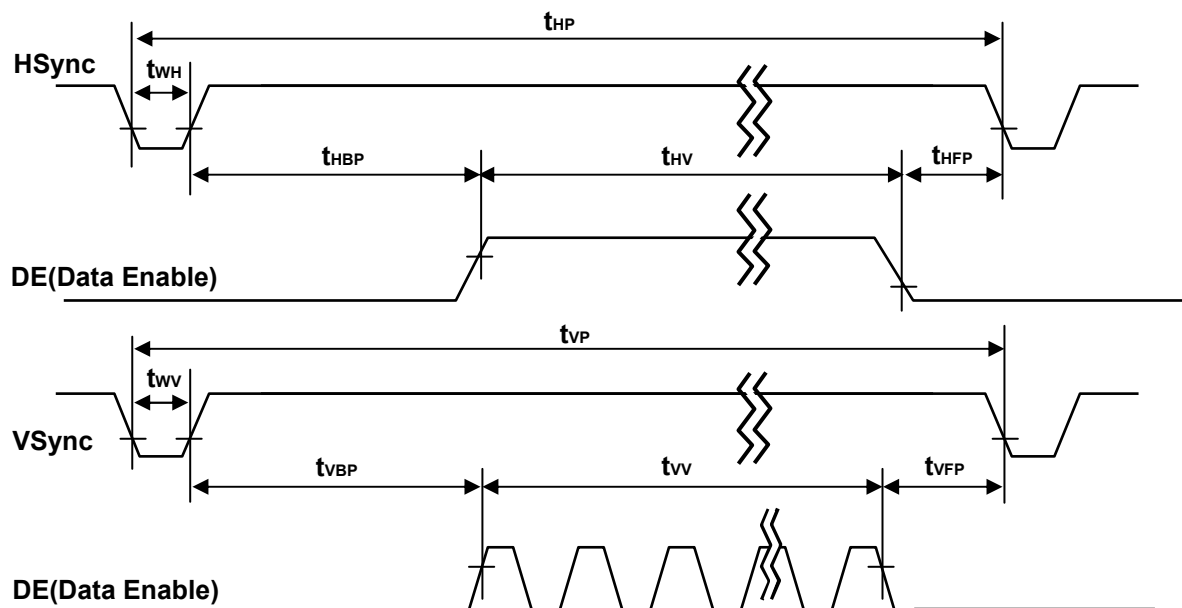 tHP
HSync
tWH
tHBP tHV tHFP
DE(Data Enable)
tVP
tWV
VSync
tVBP tVV tVFP
DE(Data Enable)